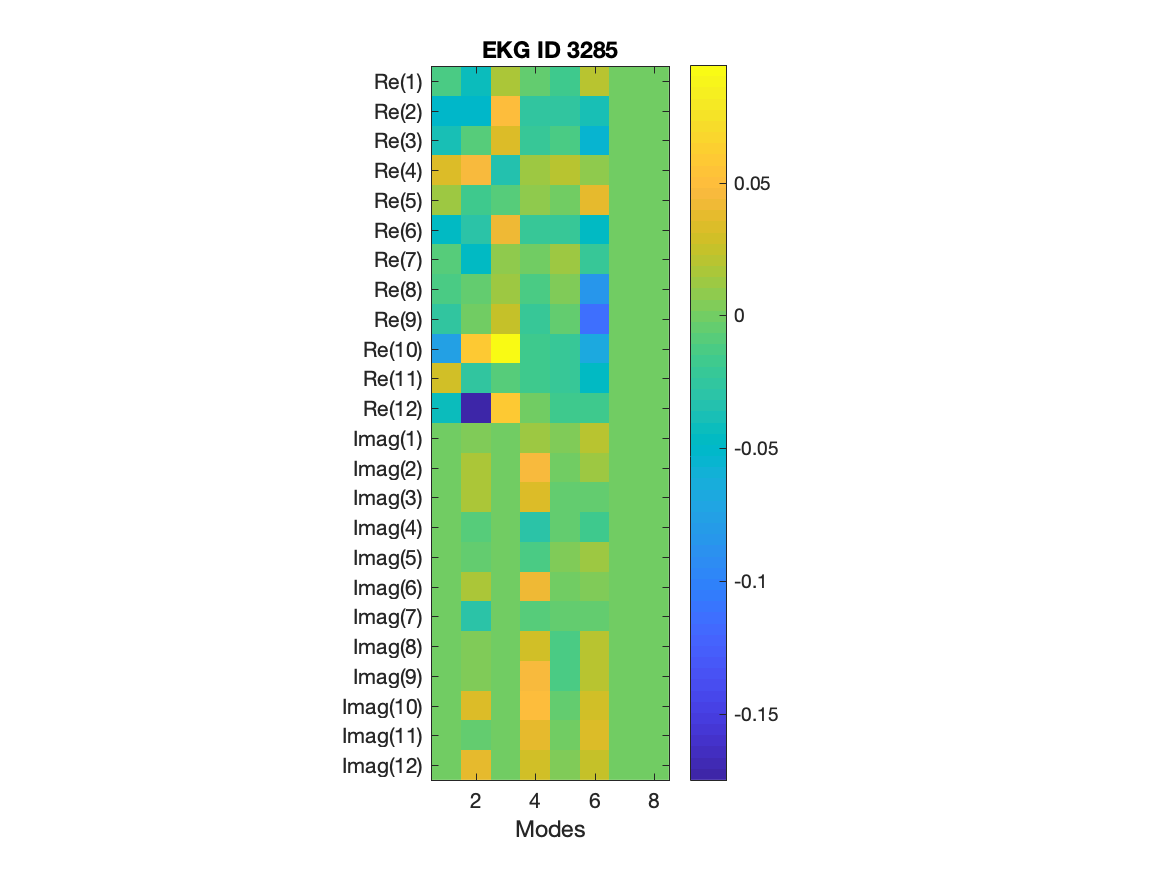 EKG ID 3285
Re(1)
Re(2)
Re(3)
Re(4)
Re(5)
Re(6)
Re(7)
Re(8)
Re(9)
Re(10)
Re(11)
Re(12)
Imag(1)
Imag(2)
Imag(3)
Imag(4)
Imag(5)
Imag(6)
Imag(7)
Imag(8)
Imag(9)
Imag(10)
Imag(11)
Imag(12)
2 4 6 8
Modes
0.05
0
-0.05
-0.1
-0.15